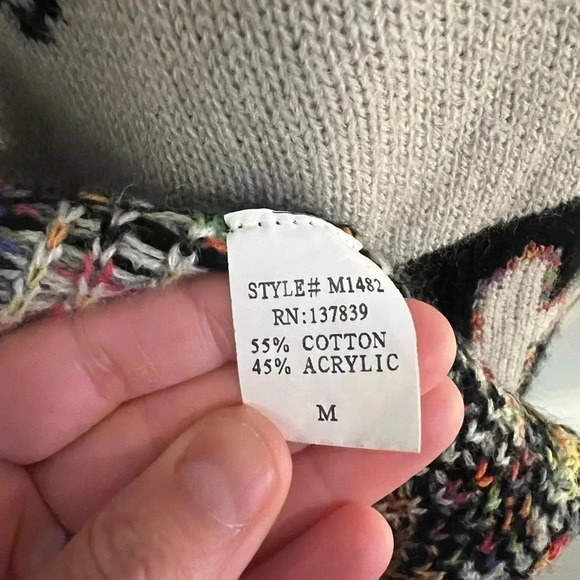 STYLE# M1482
RN:137839
55% COTTON
45% ACRYLIC
M